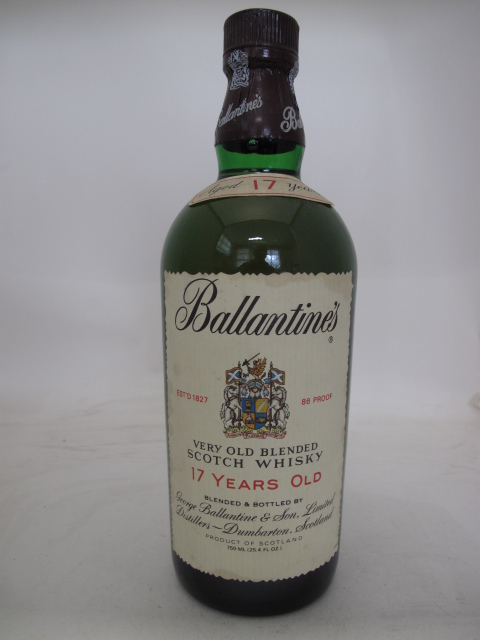 Ballantine's
Aged 17 Years
Ballantine's ®
EST'D 1827
86 PROOF
VERY OLD BLENDED
SCOTCH WHISKY
17 YEARS OLD
BLENDED & BOTTLED BY
George Ballantine & Son, Limited
Distillers — Dumbarton, Scotland
PRODUCT OF SCOTLAND
750 ML (25.4 FL OZ.)